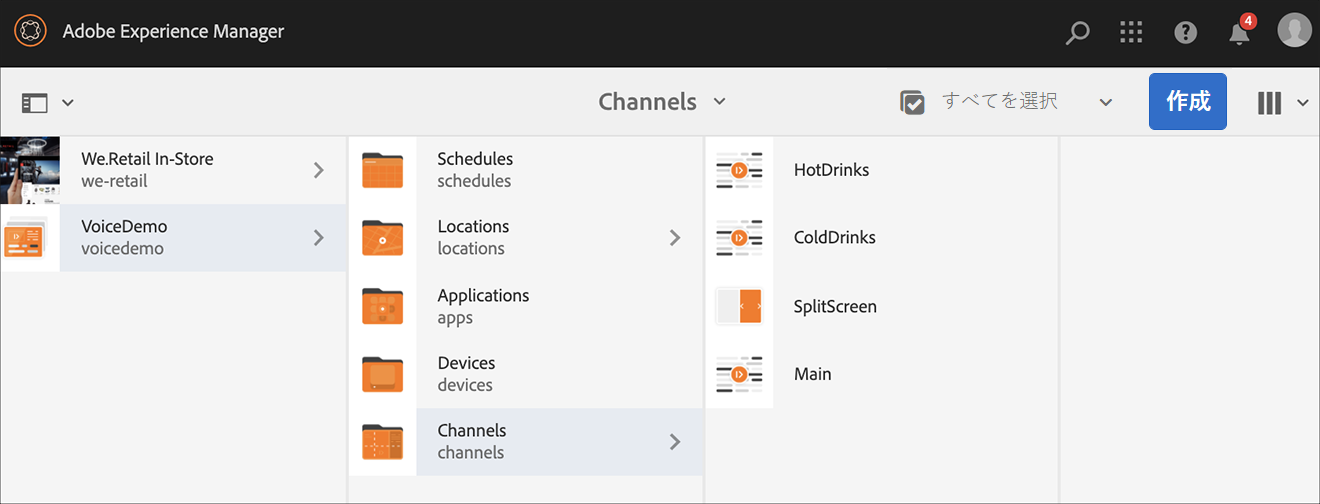 Adobe Experience Manager
4
Channels
すべてを選択
作成
We.Retail In-Store
we-retail
VoiceDemo
voicedemo
Schedules
schedules
Locations
locations
Applications
apps
Devices
devices
Channels
channels
HotDrinks
ColdDrinks
SplitScreen
Main